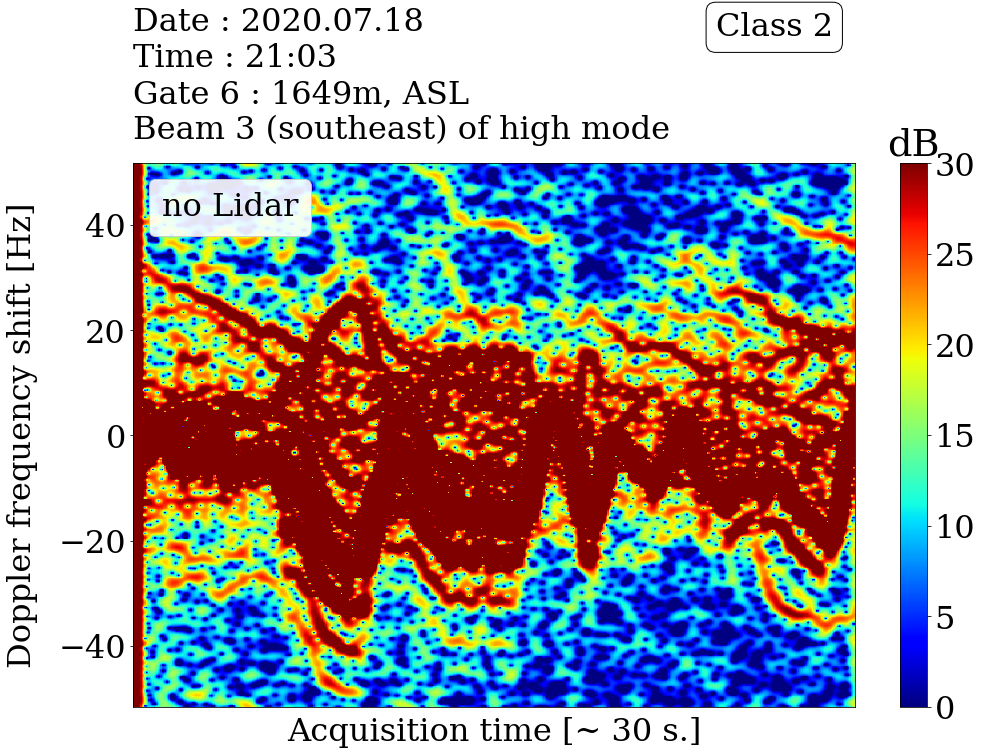 Date : 2020.07.18
Time : 21:03
Gate 6 : 1649m, ASL
Beam 3 (southeast) of high mode
Class 2
dB
no Lidar
Doppler frequency shift [Hz]
40
20
0
−20
−40
30
25
20
15
10
5
0
Acquisition time [~ 30 s.]